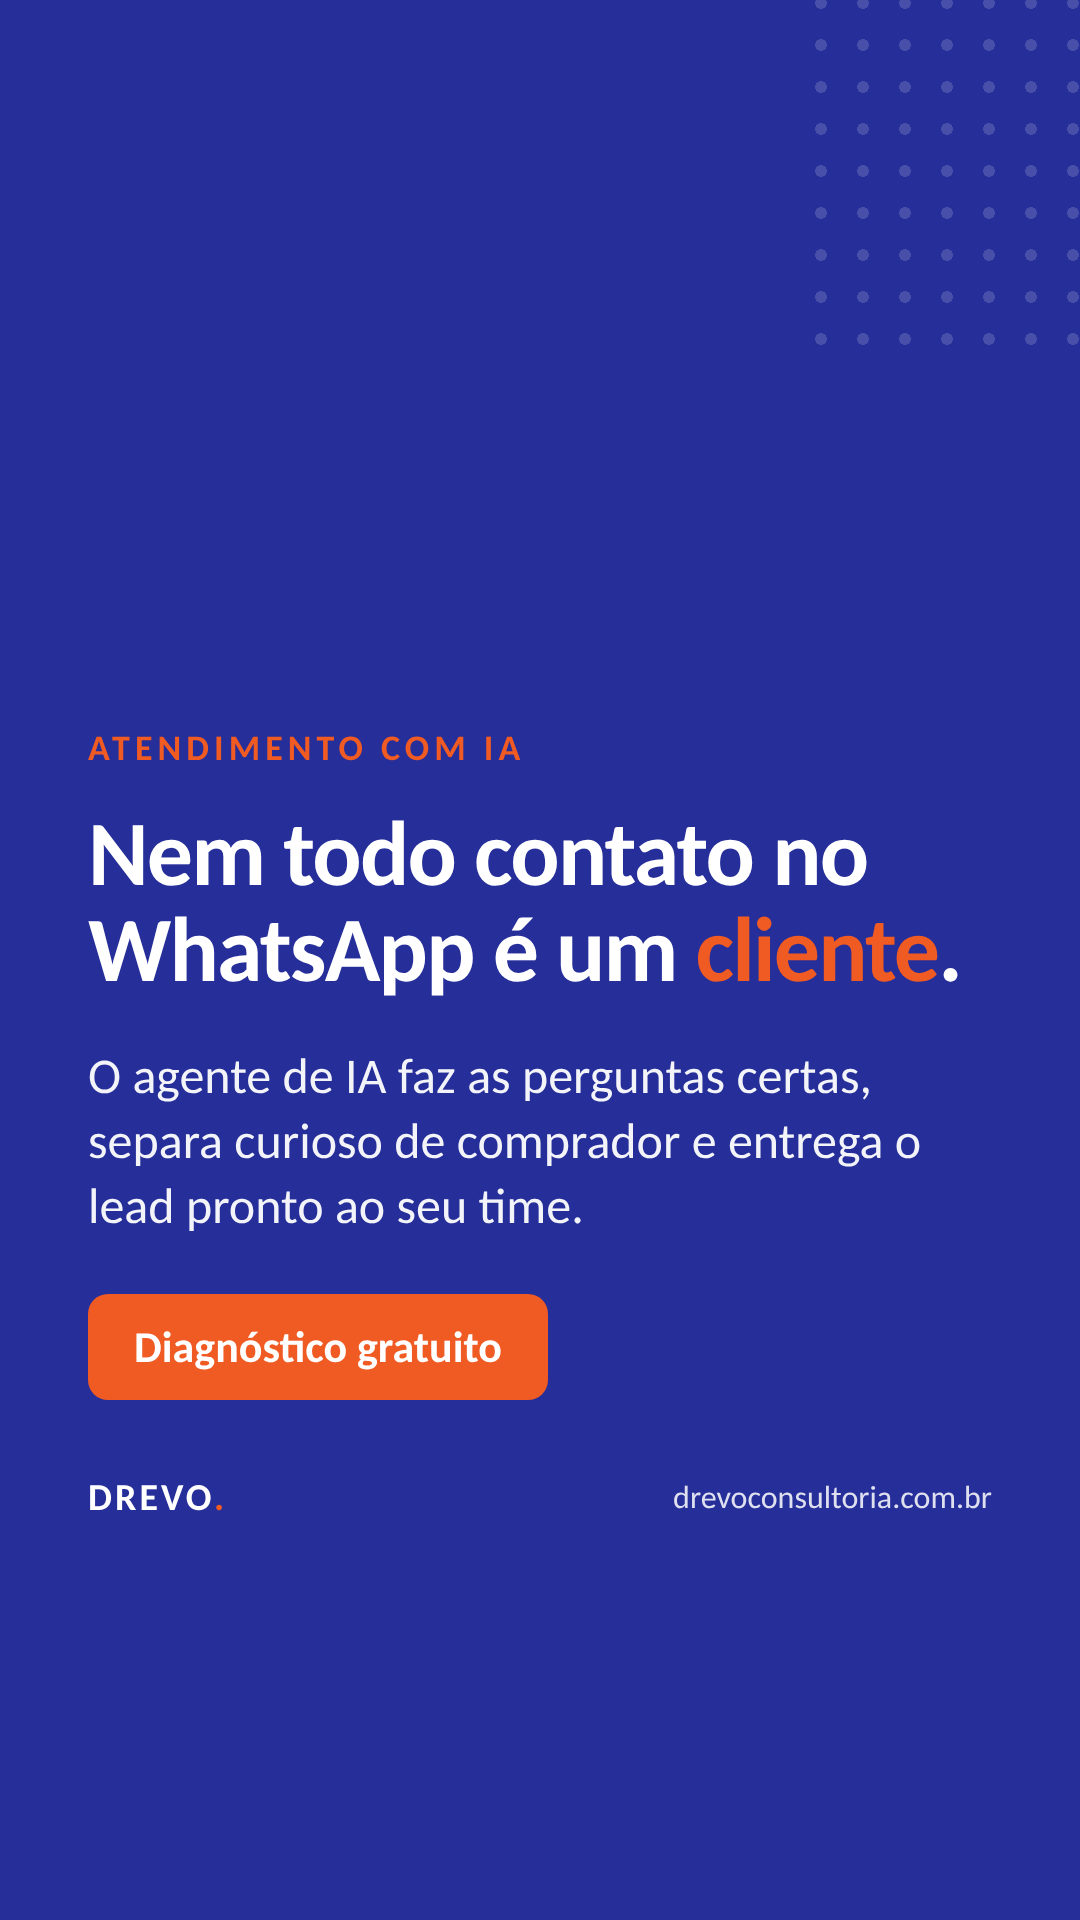 ATENDIMENTO COM IA
Nem todo contato no
WhatsApp é um cliente.
O agente de IA faz as perguntas certas,
separa curioso de comprador e entrega o
lead pronto ao seu time.
Diagnóstico gratuito
DREVO.
drevoconsultoria.com.br